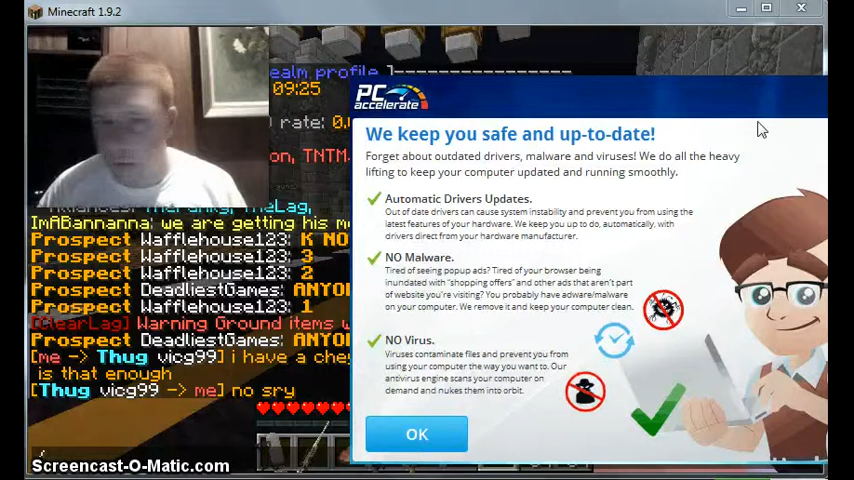 Minecraft 1.9.2
ealm profile ]--------------------
09:25
rate: 0.
on, TNTM
PC
accelerate
We keep you safe and up-to-date!
Forget about outdated drivers, malware and viruses! We do all the heavy
lifting to keep your computer updated and running smoothly.
Automatic Drivers Updates.
Out of date drivers can cause system instability and prevent you from using the
latest features of your hardware. We keep you up to do, automatically, with
drivers direct from your hardware manufacturer.
NO Malware.
Tired of seeing popup ads? Tired of your browser being
inundated with "shopping offers" and other ads that aren't part
of website you're visiting? You probably have adware/malware
on your computer. We remove it and keep your computer clean.
NO Virus.
Viruses contaminate files and prevent you from
using your computer the way you want to. Our
antivirus engine scans your computer on
demand and nukes them into orbit.
OK
ImABannanna: we are getting his m
Prospect Wafflehouse123: K NO
Prospect Wafflehouse123: 3
Prospect Wafflehouse123: 2
Prospect DeadliestGames: ANYO
Prospect Wafflehouse123: 1
[ClearLag] Warning Ground items w
Prospect DeadliestGames: ANYO
[me -> Thug vicg99] i have a che
is that enough
[Thug vicg99 -> me] no sry
Screencast-O-Matic.com